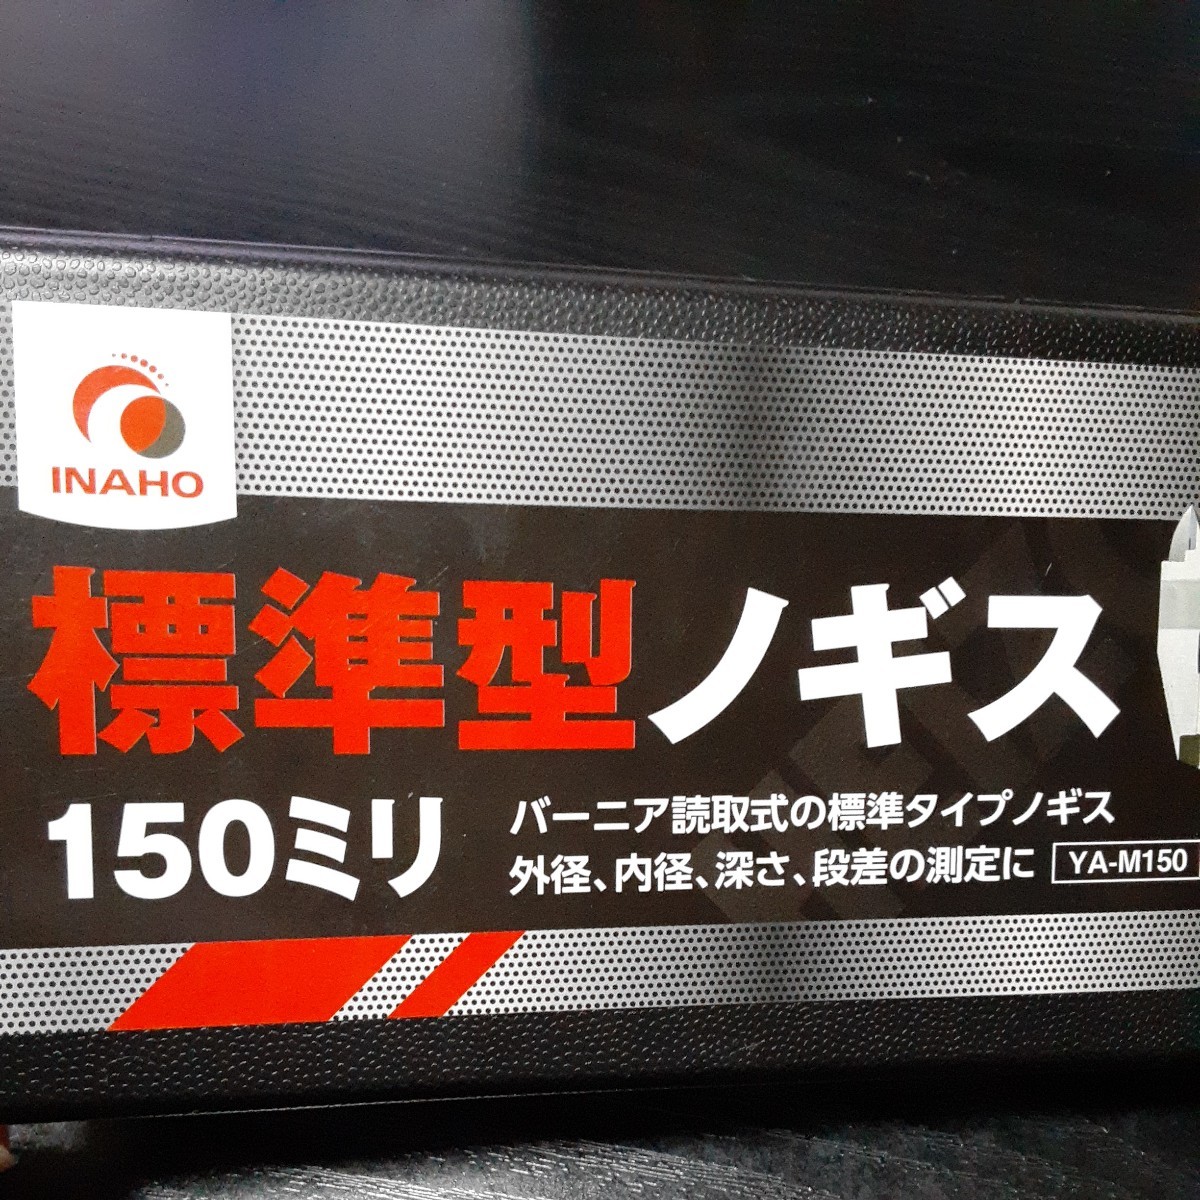 INAHO
標準型ノギス
150ミリ
バーニア読取式の標準タイプノギス
外径、内径、深さ、段差の測定に
YA-M150